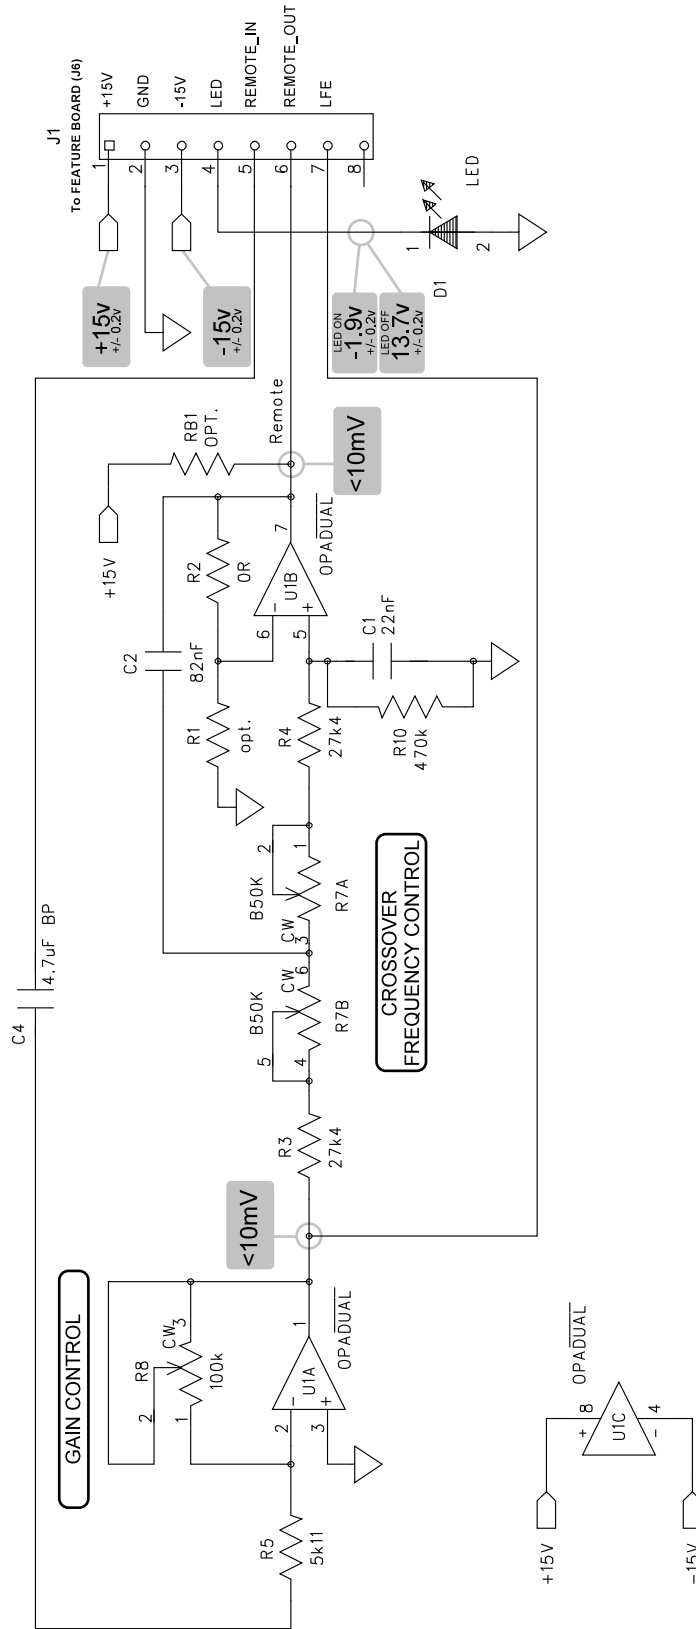 J1
To FEATURE BOARD (J6)
1
+15V
2
GND
3
-15V
4
LED
5
REMOTE_IN
6
REMOTE_OUT
7
LFE
8
+15v
+/- 0.2v
-15v
+/- 0.2v
LED ON
-1.9v
+/- 0.2v
LED OFF
13.7v
+/- 0.2v
1
2
LED
D1
RB1
OPT.
+15V
Remote
<10mV
C2
82nF
R2
0R
R1
opt.
6
5
7
U1B
-
+
OPADUAL
R4
27k4
C1
22nF
R10
470k
B50K
2
1
CW
3
R7A
B50K
5
4
CW
6
R7B
CROSSOVER
FREQUENCY CONTROL
C4
4.7uF BP
R3
27k4
<10mV
GAIN CONTROL
R8
2
1
CW
3
100k
2
3
1
U1A
-
+
OPADUAL
R5
5k11
+15V
8
+
U1C
-
4
OPADUAL
-15V